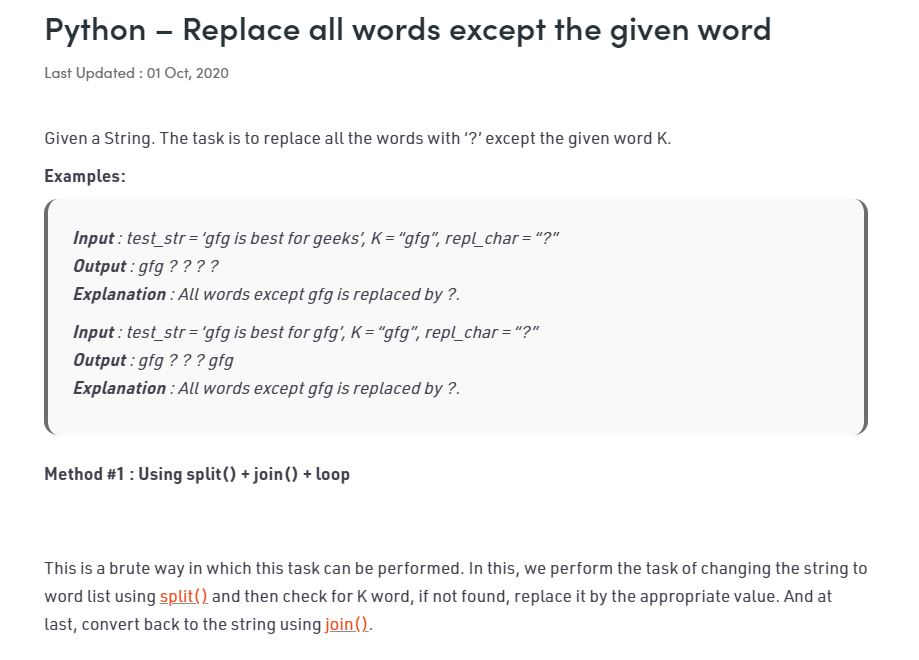 Python – Replace all words except the given word
Last Updated : 01 Oct, 2020
Given a String. The task is to replace all the words with ‘?’ except the given word K.
Examples:
Input : test_str = ‘gfg is best for geeks’, K = “gfg”, repl_char = “?”
Output : gfg ? ? ? ?
Explanation : All words except gfg is replaced by ?.
Input : test_str = ‘gfg is best for gfg’, K = “gfg”, repl_char = “?”
Output : gfg ? ? ? gfg
Explanation : All words except gfg is replaced by ?.
Method #1 : Using split() + join() + loop
This is a brute way in which this task can be performed. In this, we perform the task of changing the string to
word list using split() and then check for K word, if not found, replace it by the appropriate value. And at
last, convert back to the string using join().